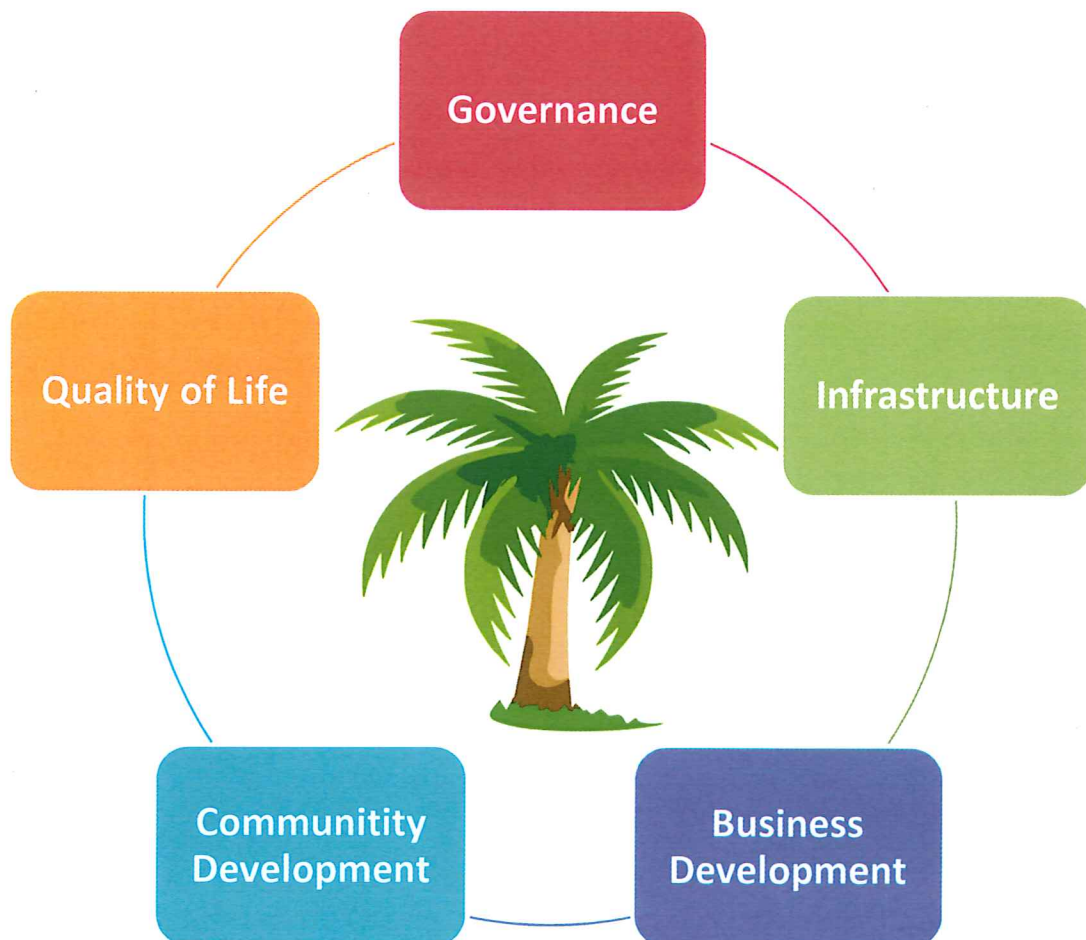 Governance
Quality of Life
Infrastructure
Communitity
Development
Business
Development